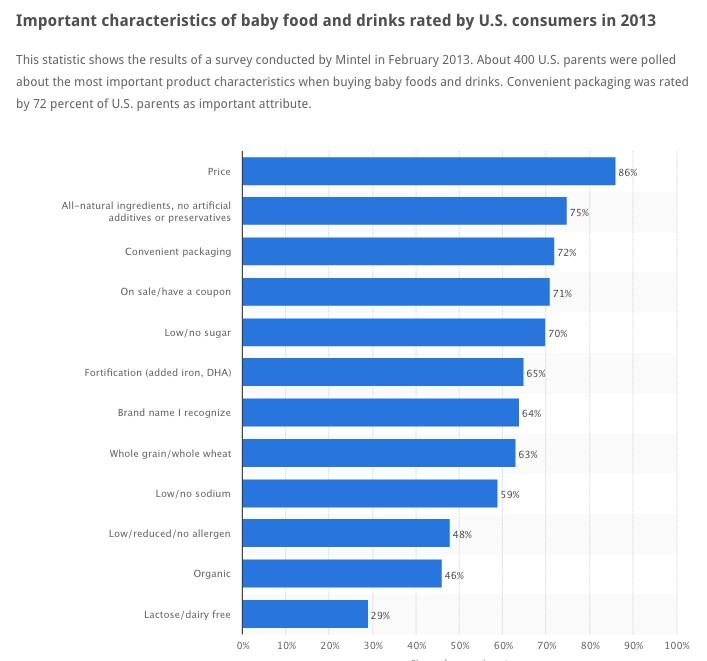 Important characteristics of baby food and drinks rated by U.S. consumers in 2013
This statistic shows the results of a survey conducted by Mintel in February 2013. About 400 U.S. parents were polled
about the most important product characteristics when buying baby foods and drinks. Convenient packaging was rated
by 72 percent of U.S. parents as important attribute.
Price 86%
All-natural ingredients, no artificial
additives or preservatives 75%
Convenient packaging 72%
On sale/have a coupon 71%
Low/no sugar 70%
Fortification (added iron, DHA) 65%
Brand name I recognize 64%
Whole grain/whole wheat 63%
Low/no sodium 59%
Low/reduced/no allergen 48%
Organic 46%
Lactose/dairy free 29%
0% 10% 20% 30% 40% 50% 60% 70% 80% 90% 100%